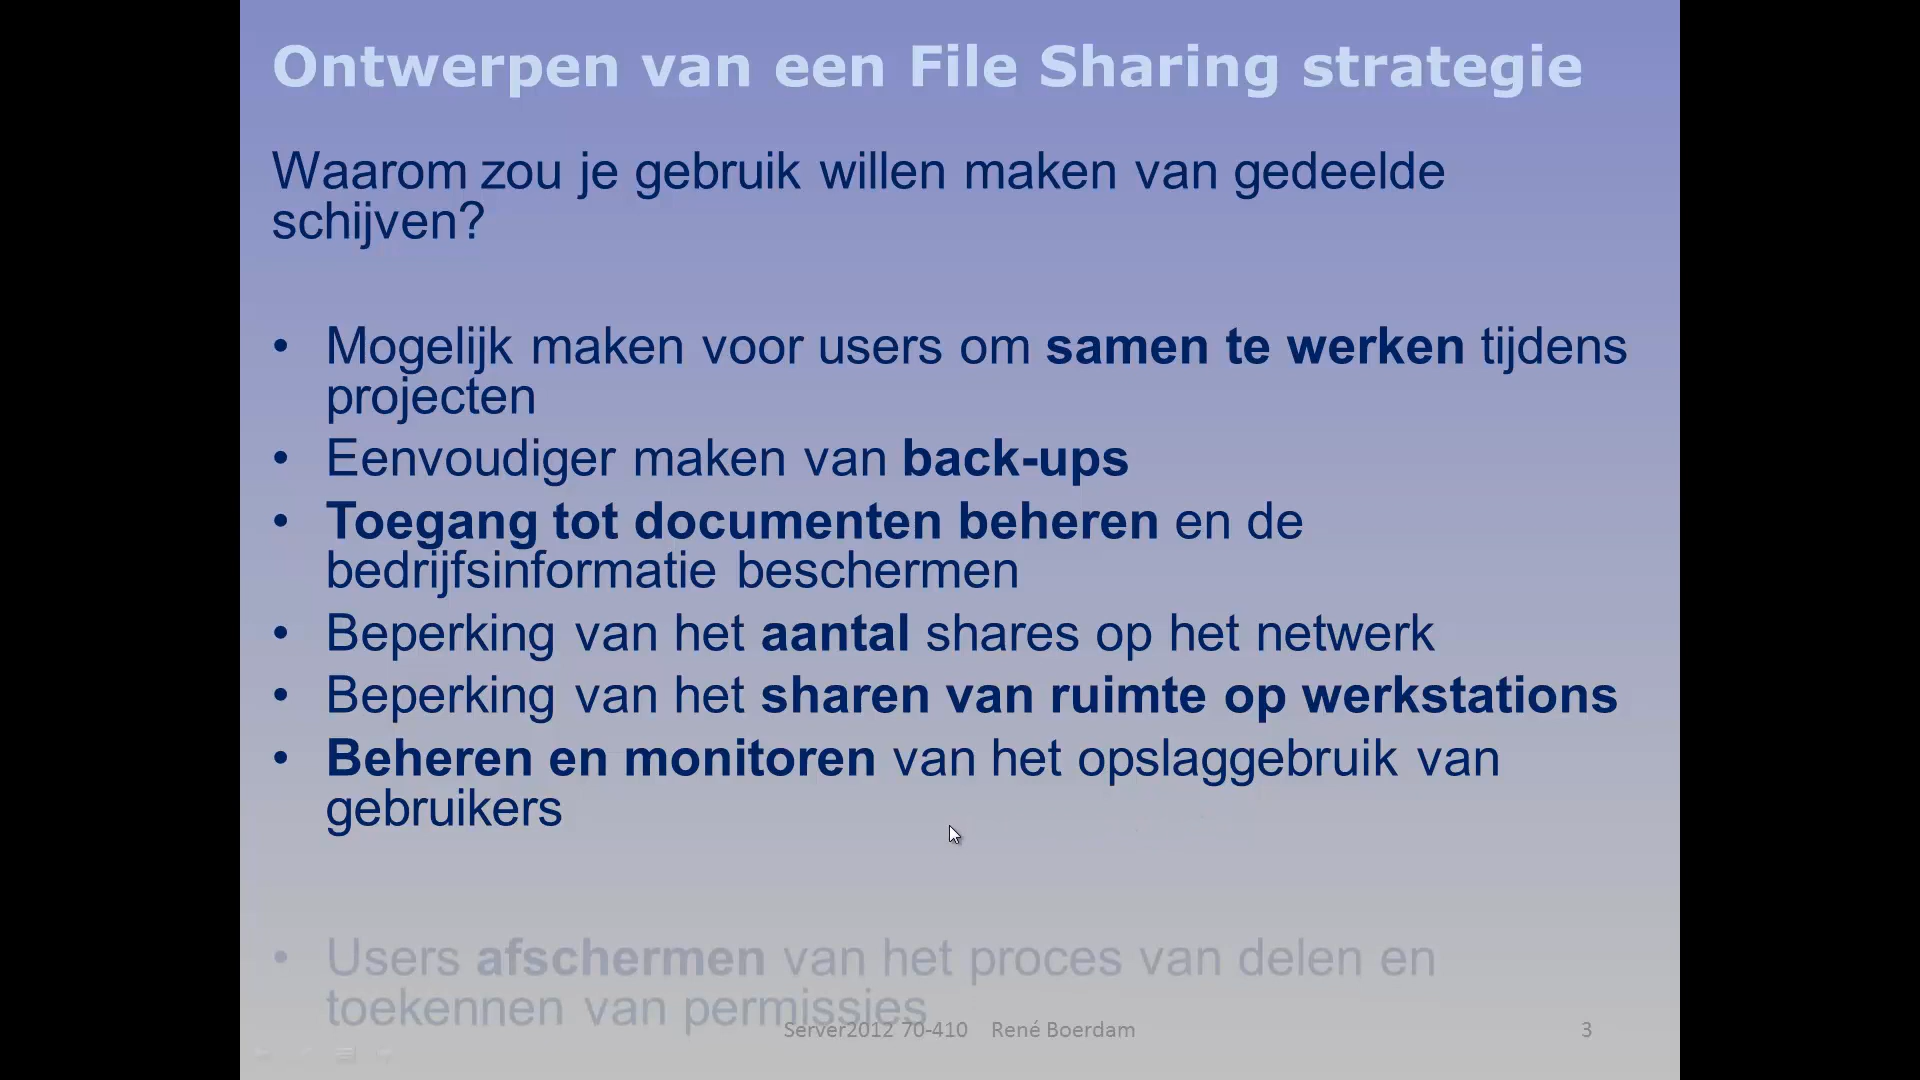 Ontwerpen van een File Sharing strategie
Waarom zou je gebruik willen maken van gedeelde
schijven?
• Mogelijk maken voor users om samen te werken tijdens
projecten
• Eenvoudiger maken van back-ups
• Toegang tot documenten beheren en de
bedrijfsinformatie beschermen
• Beperking van het aantal shares op het netwerk
• Beperking van het sharen van ruimte op werkstations
• Beheren en monitoren van het opslaggebruik van
gebruikers
• Users afschermen van het proces van delen en
toekennen van permissies
Server2012 70-410 René Boerdam
3